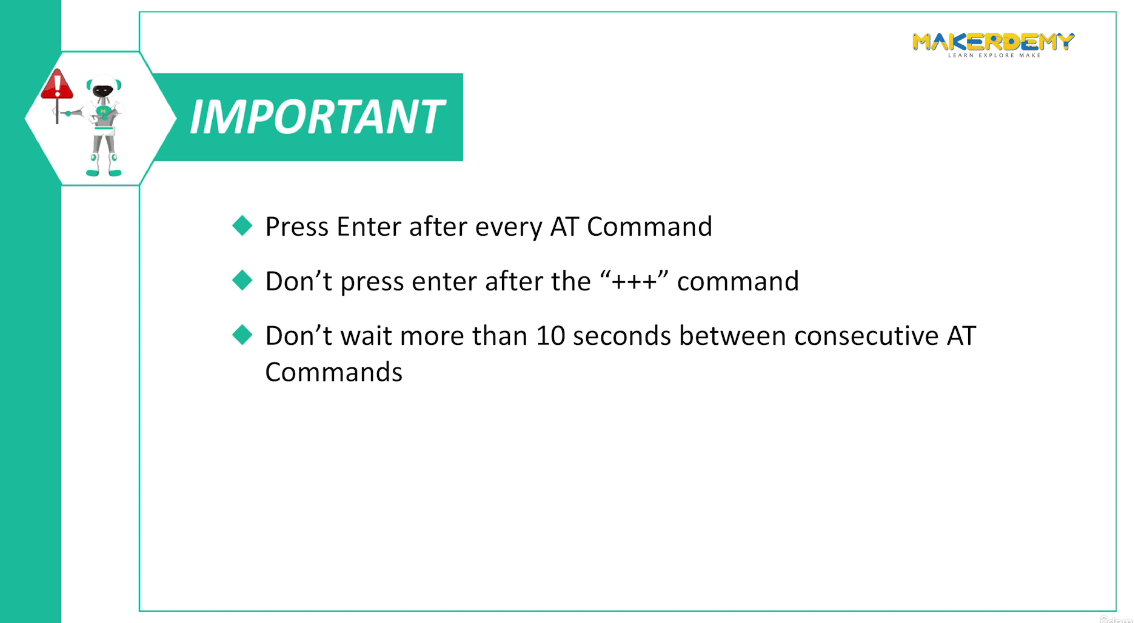 MAKERDEMY
LEARN EXPLORE MAKE
IMPORTANT
Press Enter after every AT Command
Don’t press enter after the “+++” command
Don’t wait more than 10 seconds between consecutive AT
Commands